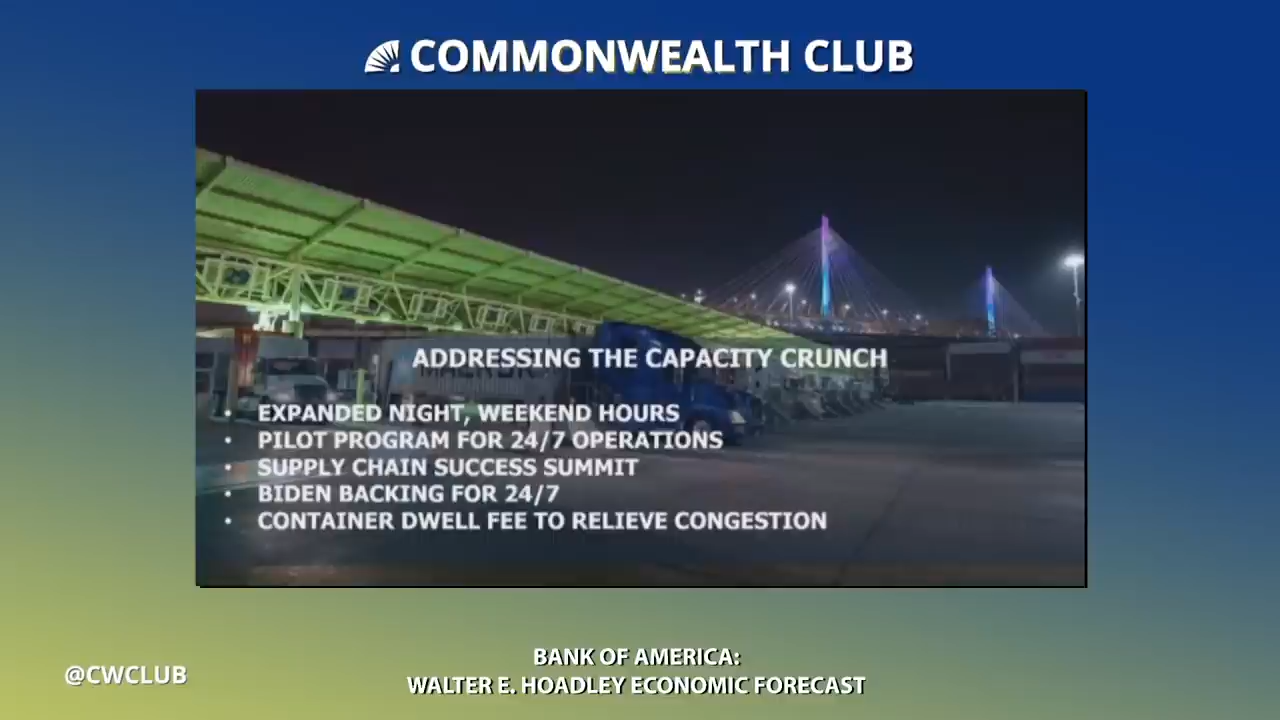 COMMONWEALTH CLUB
ADDRESSING THE CAPACITY CRUNCH
• EXPANDED NIGHT, WEEKEND HOURS
• PILOT PROGRAM FOR 24/7 OPERATIONS
• SUPPLY CHAIN SUCCESS SUMMIT
• BIDEN BACKING FOR 24/7
• CONTAINER DWELL FEE TO RELIEVE CONGESTION
@CWCLUB
BANK OF AMERICA:
WALTER E. HOADLEY ECONOMIC FORECAST